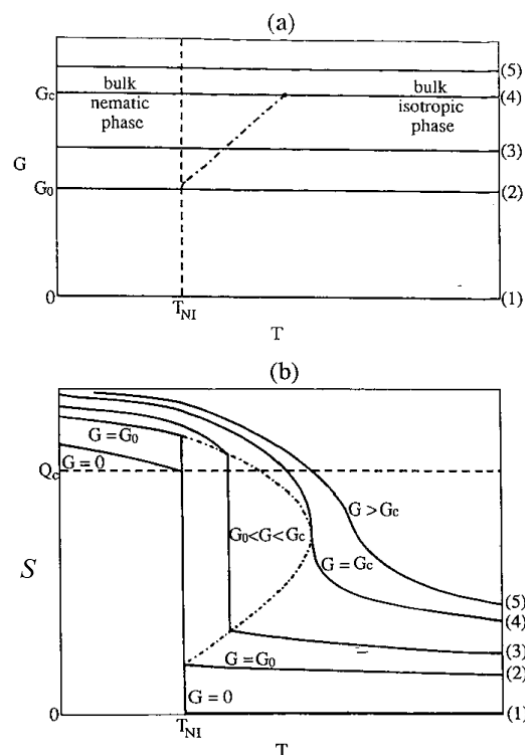 (a)
(5)
bulk
nematic
phase
bulk
isotropic
phase
Gc
(4)
(3)
G
G0
(2)
0
(1)
TNI
T
(b)
G = G0
Qc
G = 0
G > Gc
G0<G<Gc
G = Gc
S
(5)
(4)
(3)
G = G0
(2)
G = 0
0
(1)
TNI
T